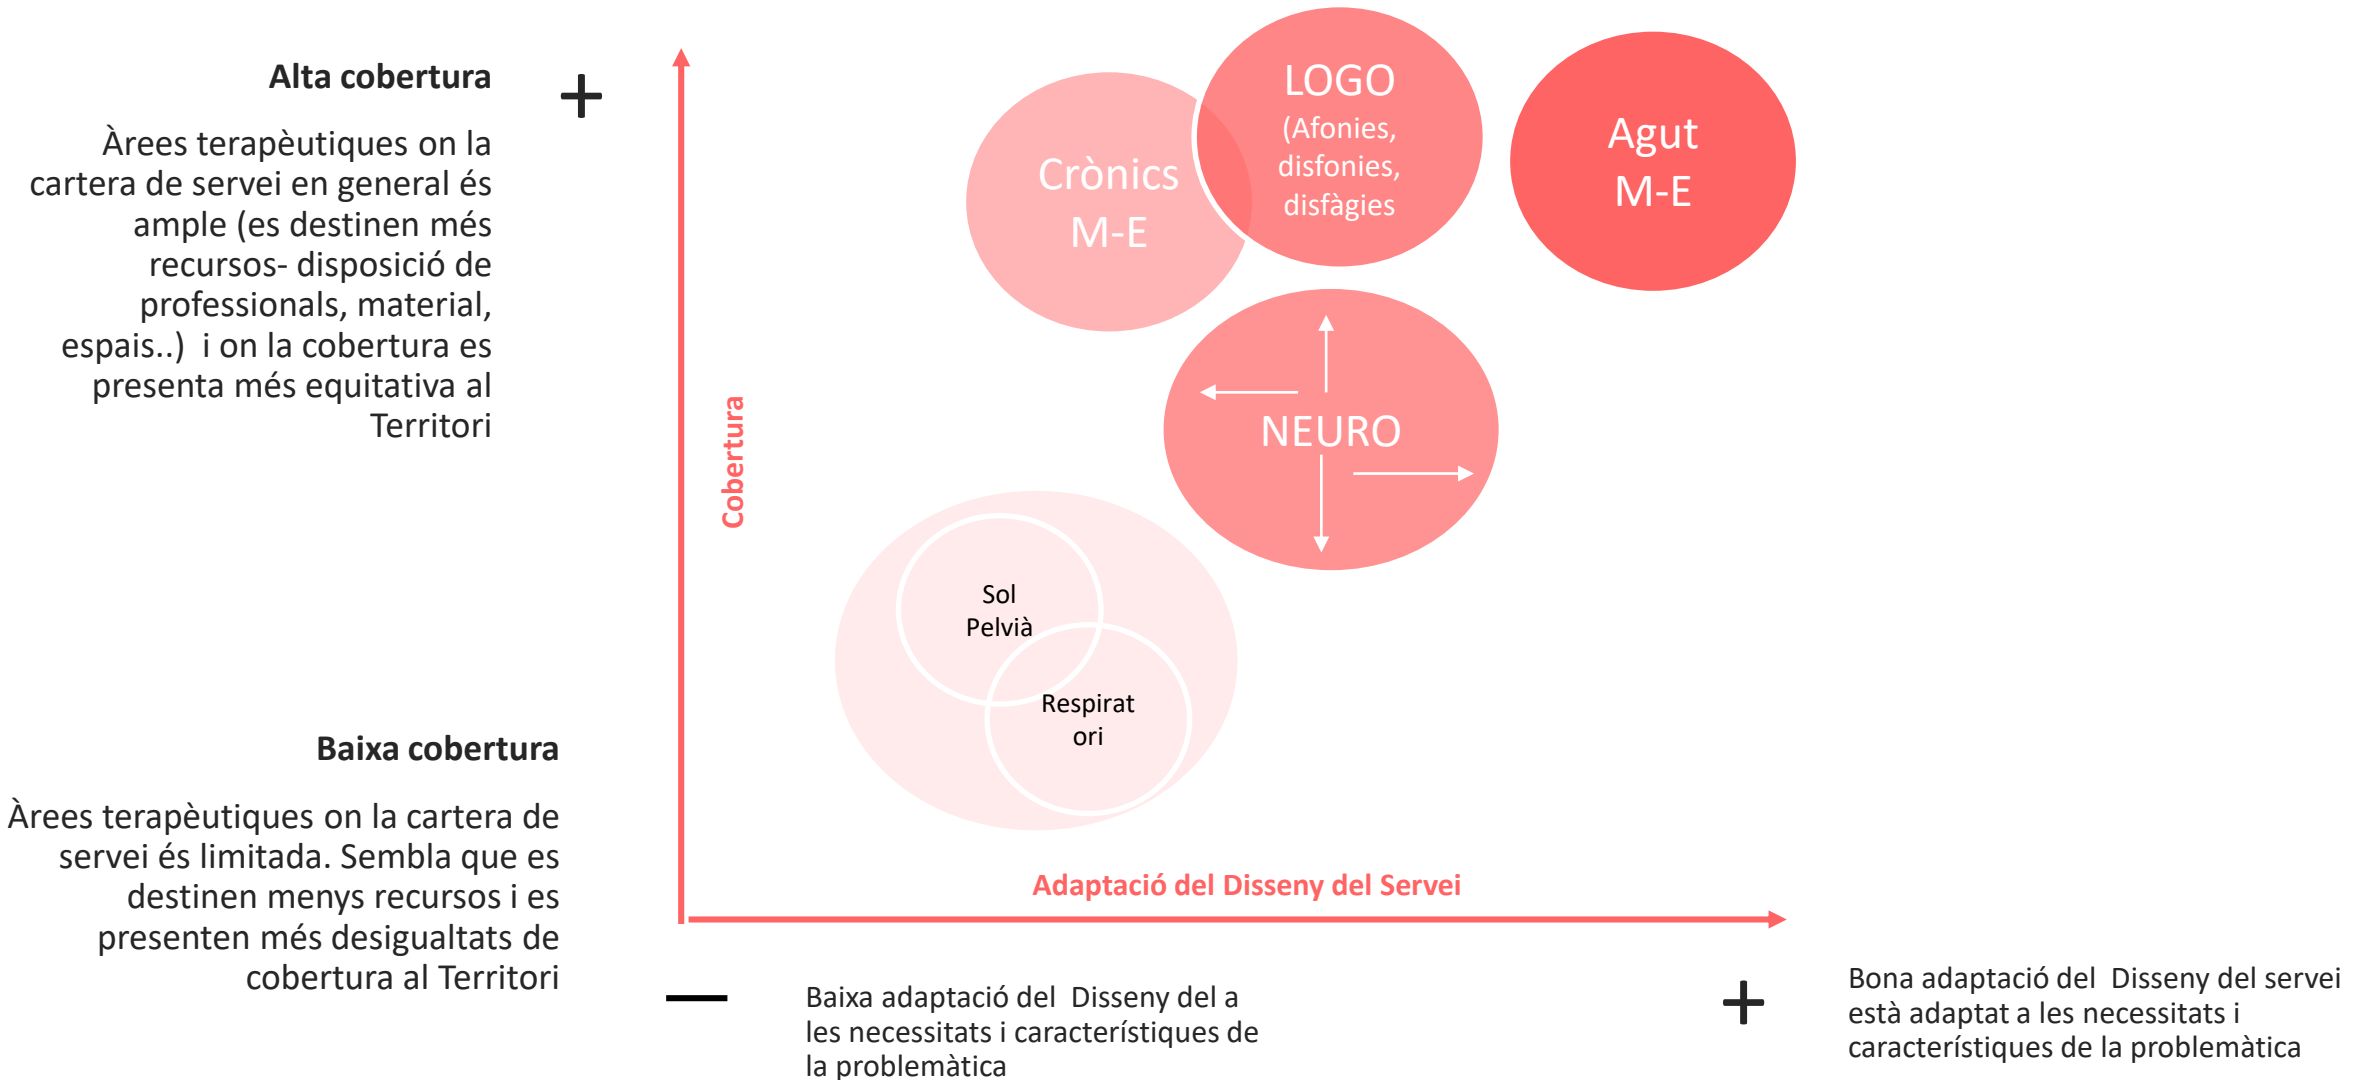 Alta cobertura
Àrees terapèutiques on la
cartera de servei en general és
ample (es destinen més
recursos- disposició de
professionals, material,
espais..)  i on la cobertura es
presenta més equitativa al
Territori
+
Baixa cobertura
Àrees terapèutiques on la cartera de
servei és limitada. Sembla que es
destinen menys recursos i es
presenten més desigualtats de
cobertura al Territori
Cobertura
Crònics
M-E
LOGO
(Afonies,
disfonies,
disfàgies
Agut
M-E
NEURO
Sol
Pelvià
Respirat
ori
Adaptació del Disseny del Servei
—
Baixa adaptació del  Disseny del a
les necessitats i característiques de
la problemàtica
+
Bona adaptació del  Disseny del servei
està adaptat a les necessitats i
característiques de la problemàtica